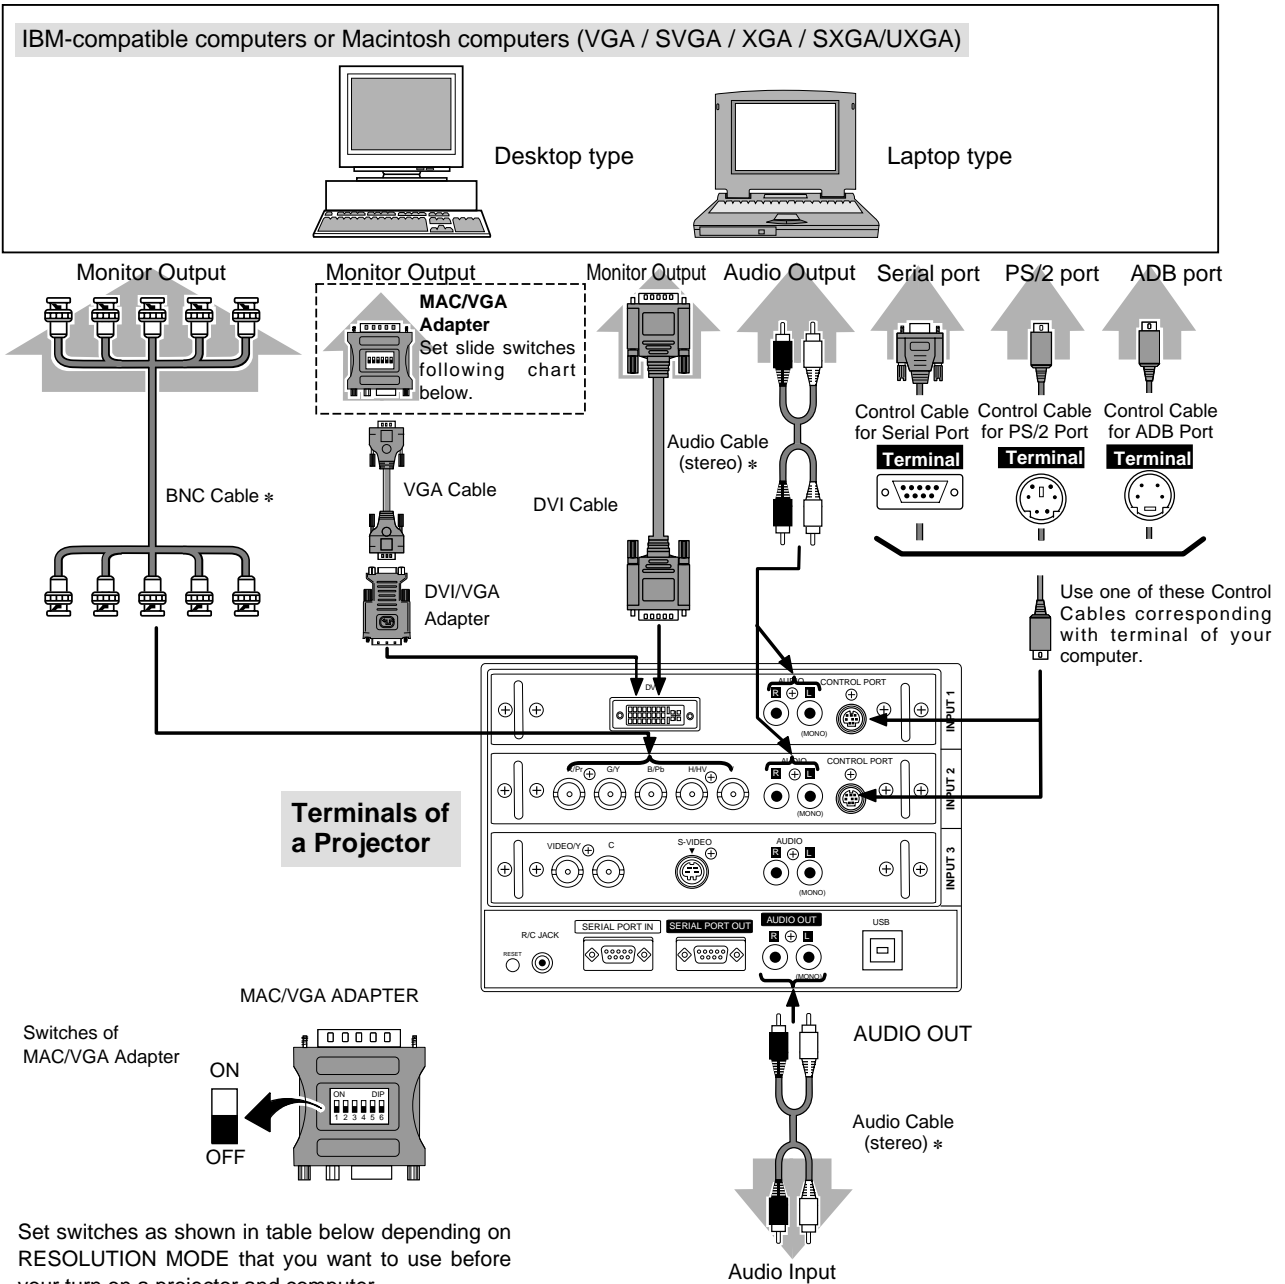 IBM-compatible computers or Macintosh computers (VGA / SVGA / XGA / SXGA/UXGA)
Desktop type
Laptop type
Monitor Output
Monitor Output
Monitor Output
Audio Output
Serial port
PS/2 port
ADB port
MAC/VGA
Adapter
Set slide switches
following chart
below.
Control Cable
for Serial Port
Control Cable
for PS/2 Port
Control Cable
for ADB Port
Terminal
Terminal
Terminal
Audio Cable
(stereo) *
BNC Cable *
VGA Cable
DVI Cable
DVI/VGA
Adapter
Use one of these Control
Cables corresponding
with terminal of your
computer.
AUDIO
R
L
(MONO)
CONTROL PORT
INPUT 1
Terminals of
a Projector
G/Y
B/Pb
H/HV
AUDIO
R
L
(MONO)
CONTROL PORT
INPUT 2
VIDEO/Y
C
S-VIDEO
AUDIO
R
L
(MONO)
INPUT 3
RESET
R/C JACK
SERIAL PORT IN
SERIAL PORT OUT
AUDIO OUT
R
L
(MONO)
USB
MAC/VGA ADAPTER
Switches of
MAC/VGA Adapter
ON
OFF
ON DIP
1 2 3 4 5 6
AUDIO OUT
Audio Cable
(stereo) *
Audio Input
Set switches as shown in table below depending on
RESOLUTION MODE that you want to use before
your turn on a projector and computer